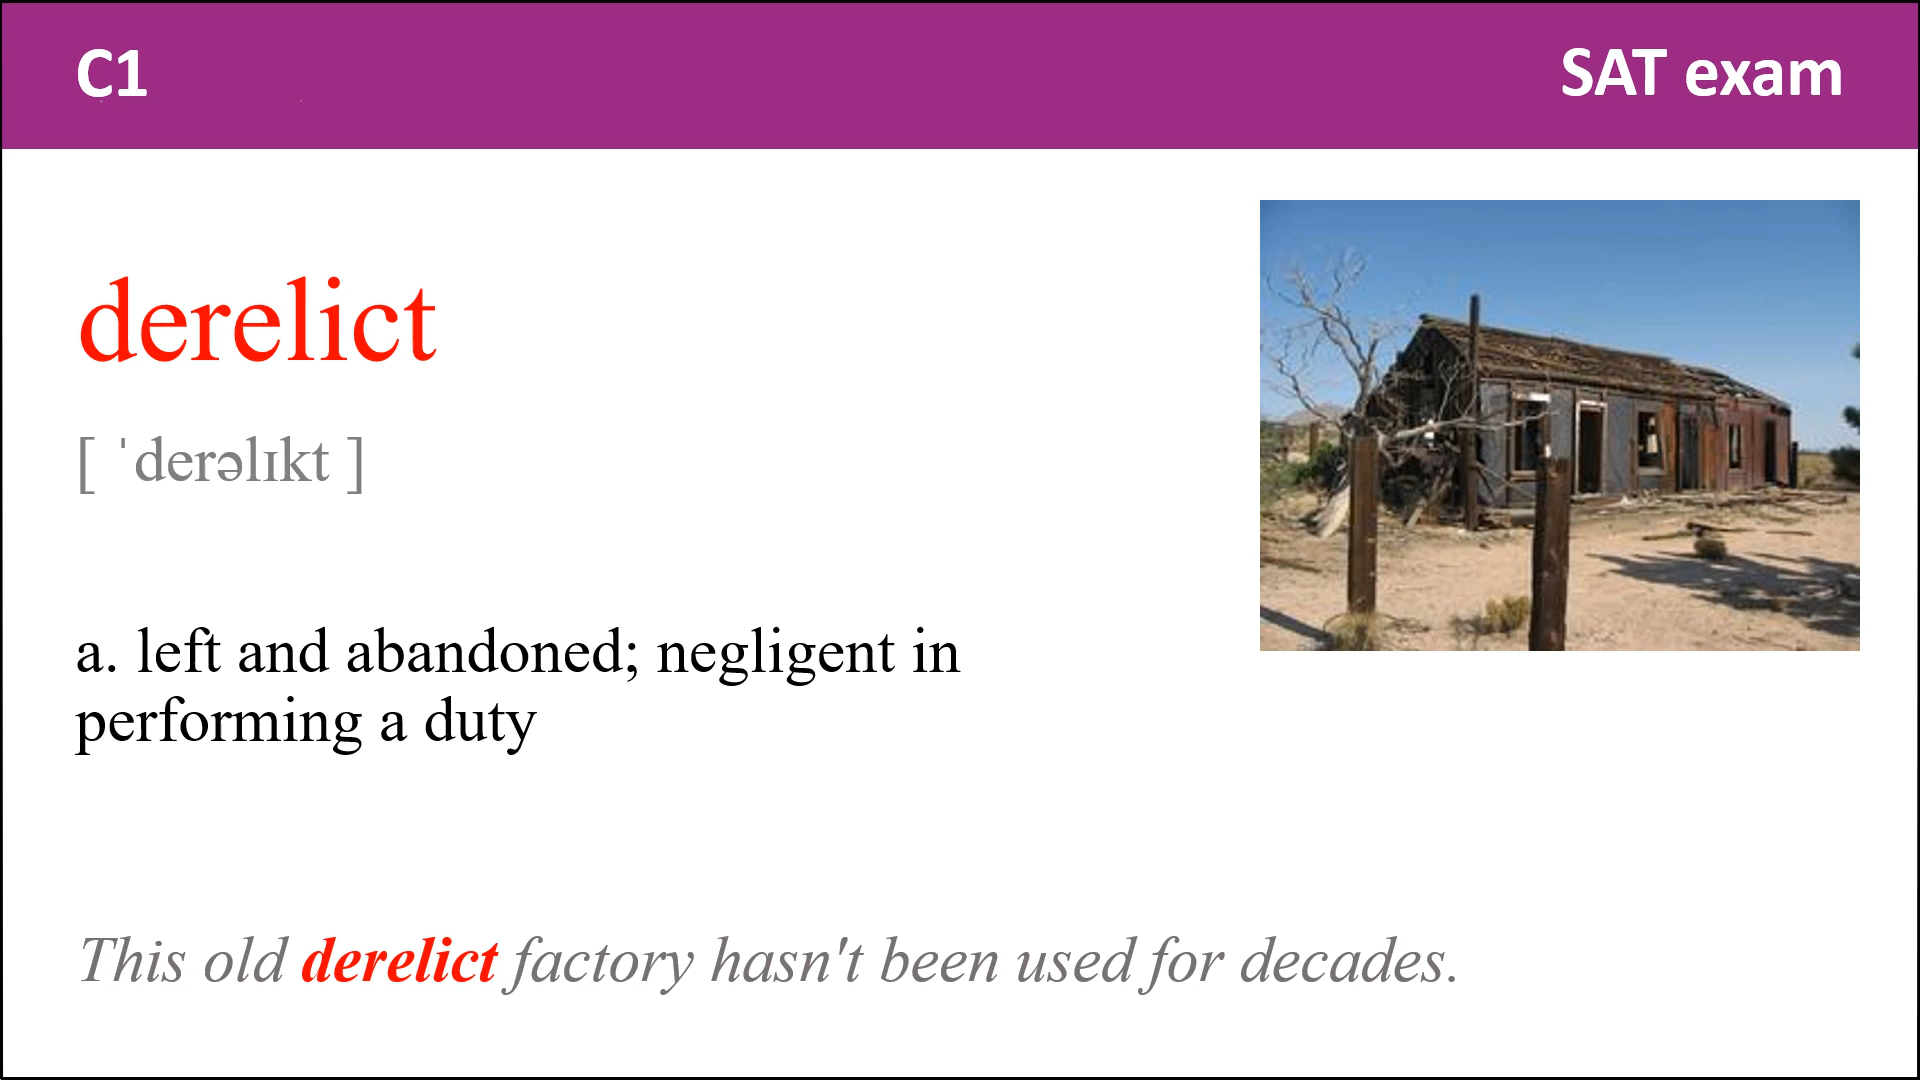 C1
SAT exam
derelict
[ ˈderəlɪkt ]
a. left and abandoned; negligent in
performing a duty
This old derelict factory hasn't been used for decades.